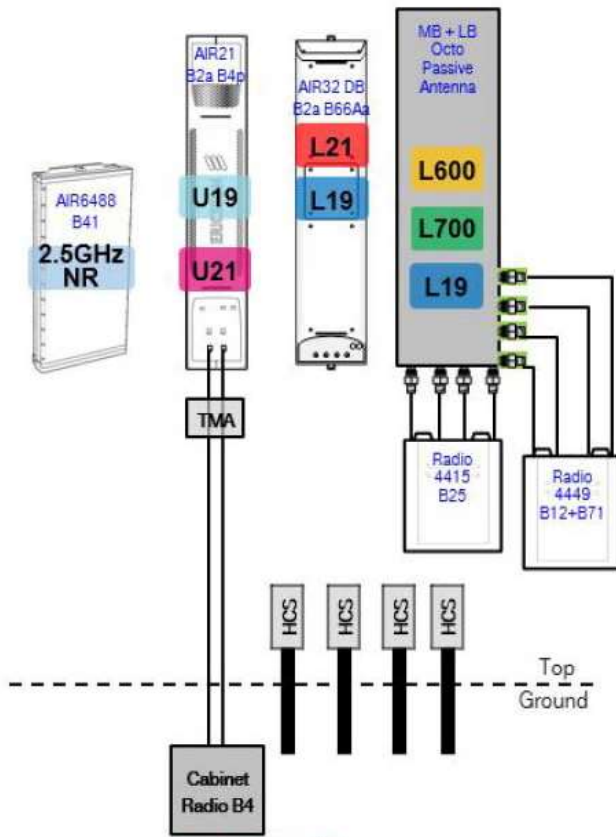 AIR6488
B41
2.5GHz
NR
AIR21
B2a B4p
U19
ERIC
U21
TMA
AIR32 DB
B2a B66Aa
L21
L19
MB + LB
Octo
Passive
Antenna
L600
L700
L19
Radio
4415
B25
Radio
4449
B12+B71
HCS
HCS
HCS
HCS
Top
Ground
Cabinet
Radio B4